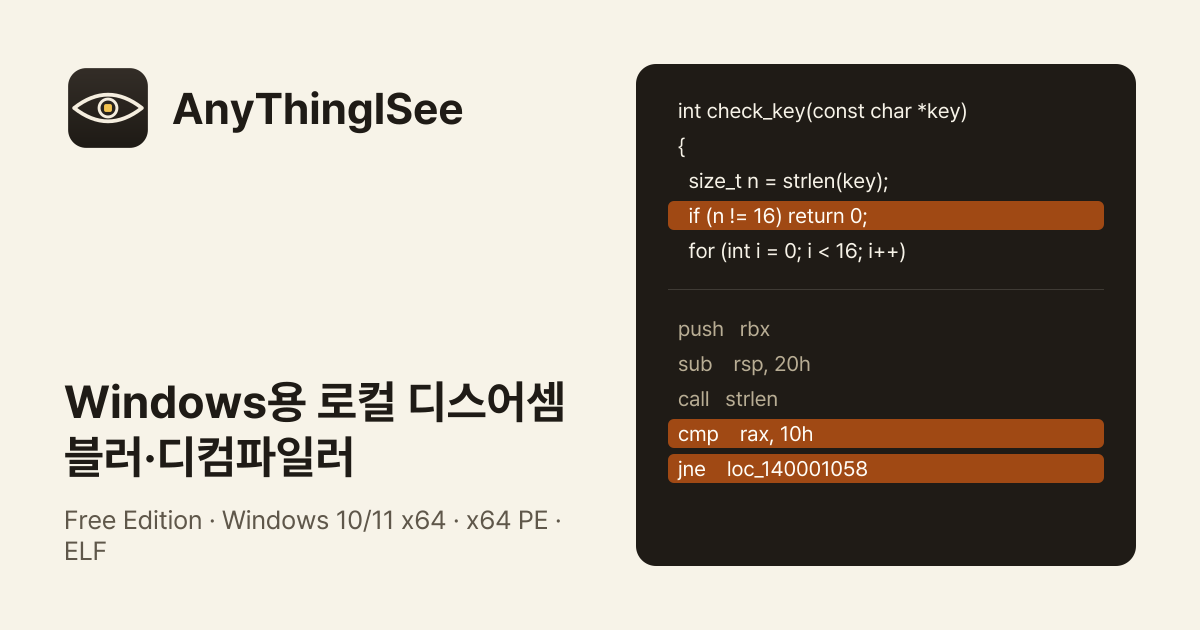 AnyThingISee
Windows용 로컬 디스어셈
블러·디컴파일러
Free Edition · Windows 10/11 x64 · x64 PE ·
ELF
int check_key(const char *key)
{
size_t n = strlen(key);
if (n != 16) return 0;
for (int i = 0; i < 16; i++)
push rbx
sub rsp, 20h
call strlen
cmp rax, 10h
jne loc_140001058